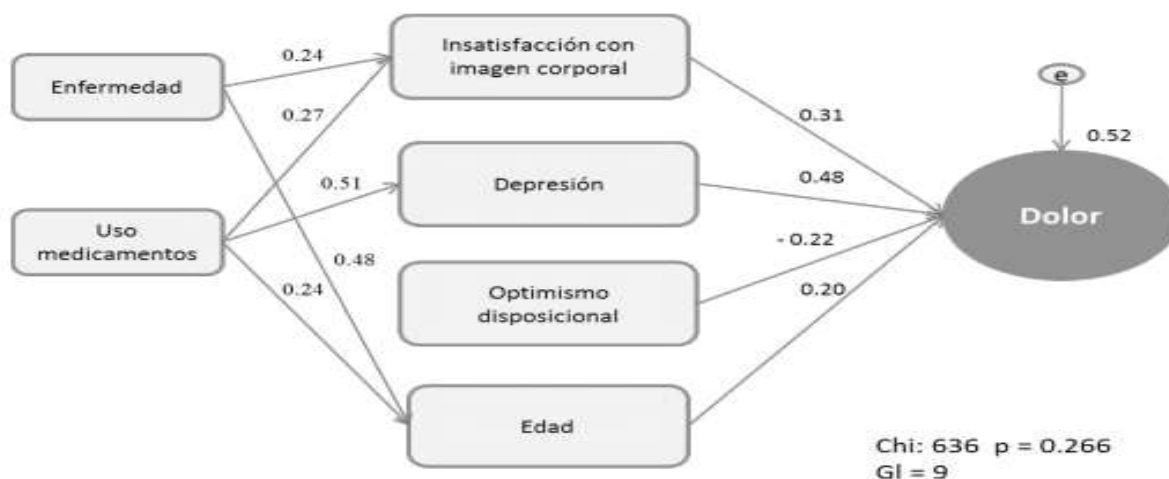 Insatisfacción con
imagen corporal
0.24
Enfermedad
e
0.27
0.31
0.52
0.51
Depresión
0.48
Dolor
Uso
medicamentos
- 0.22
0.48
0.24
Optimismo
disposicional
0.20
Edad
Chi: 636 p = 0.266
Gl = 9